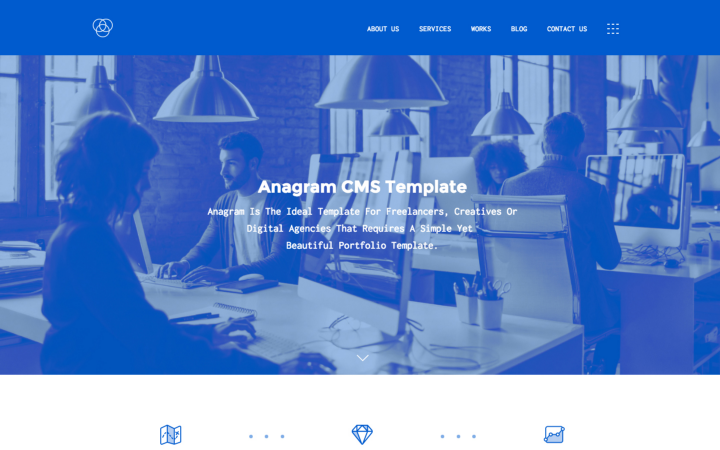 ABOUT US
SERVICES
WORKS
BLOG
CONTACT US
Anagram CMS Template
Anagram Is The Ideal Template For Freelancers, Creatives Or
Digital Agencies That Requires A Simple Yet
Beautiful Portfolio Template.